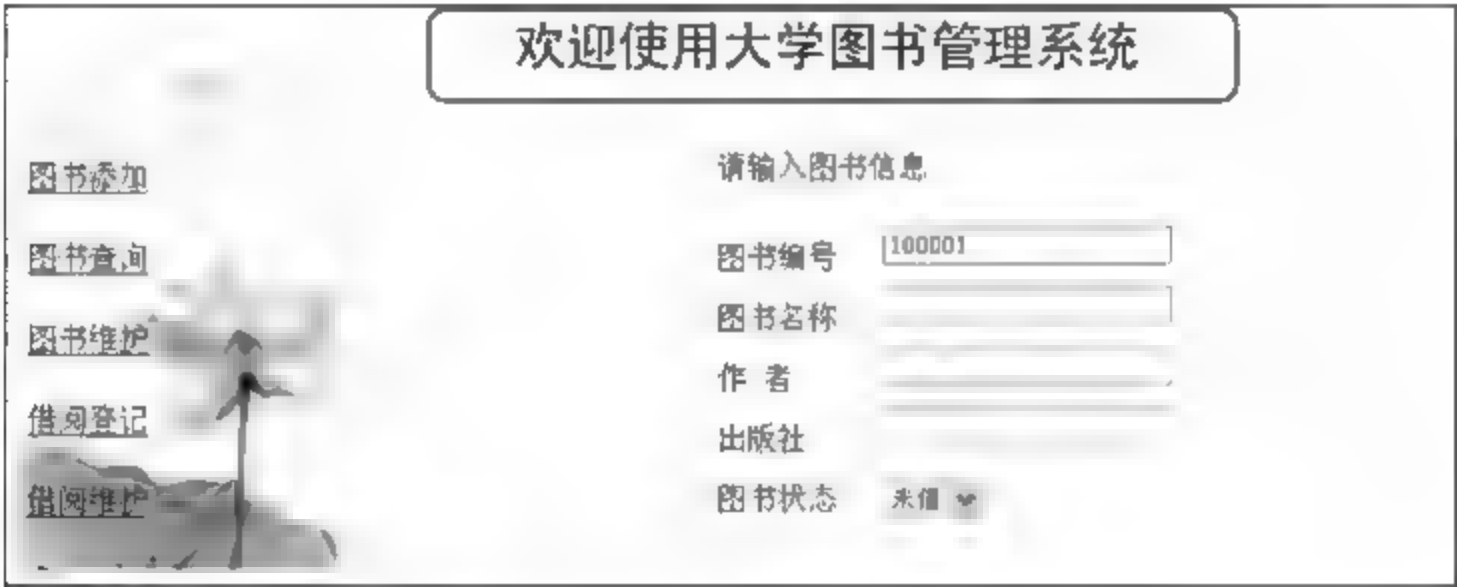 欢迎使用大学图书管理系统
图书添加
图书查询
图书维护
借阅登记
借阅维护
请输入图书信息
图书编号 100001
图书名称
作 者
出版社
图书状态 未借